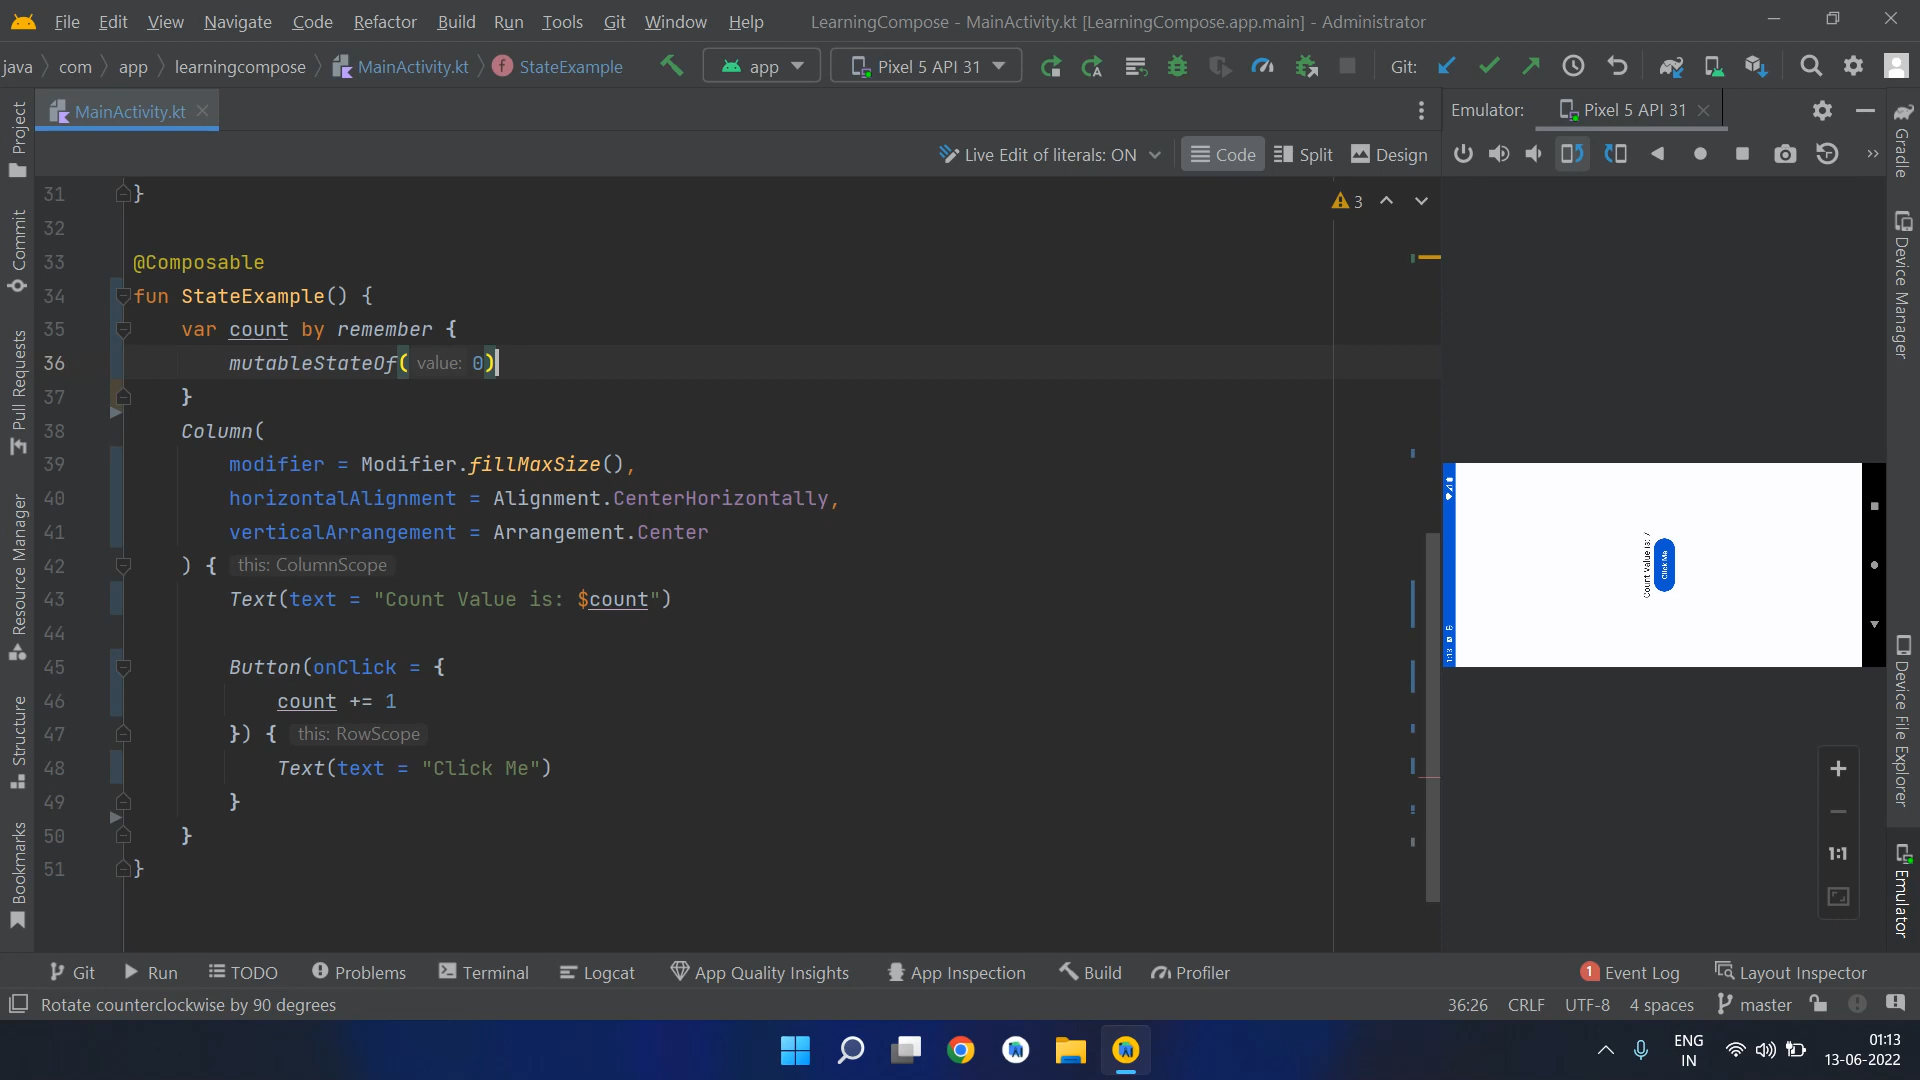 File Edit View Navigate Code Refactor Build Run Tools Git Window Help LearningCompose - MainActivity.kt [LearningCompose.app.main] - Administrator
java com app learningcompose MainActivity.kt f StateExample app Pixel 5 API 31 Git:
MainActivity.kt Emulator: Pixel 5 API 31
Live Edit of literals: ON Code Split Design
3
31 }
32
33 @Composable
34 fun StateExample() {
35 var count by remember {
36 mutableStateOf( value: 0)
37 }
38 Column(
39 modifier = Modifier.fillMaxSize(),
40 horizontalAlignment = Alignment.CenterHorizontally,
41 verticalArrangement = Arrangement.Center
42 ) { this: ColumnScope
43 Text(text = "Count Value is: $count")
44
45 Button(onClick = {
46 count += 1
47 }) { this: RowScope
48 Text(text = "Click Me")
49 }
50 }
51 }
Project
Commit
Pull Requests
Resource Manager
Structure
Bookmarks
Count Value is: 7
Click Me
1:1
Gradle
Device Manager
Device File Explorer
Emulator
Git Run TODO Problems Terminal Logcat App Quality Insights App Inspection Build Profiler 1 Event Log Layout Inspector
Rotate counterclockwise by 90 degrees 36:26 CRLF UTF-8 4 spaces master
ENG
IN
01:13
13-06-2022